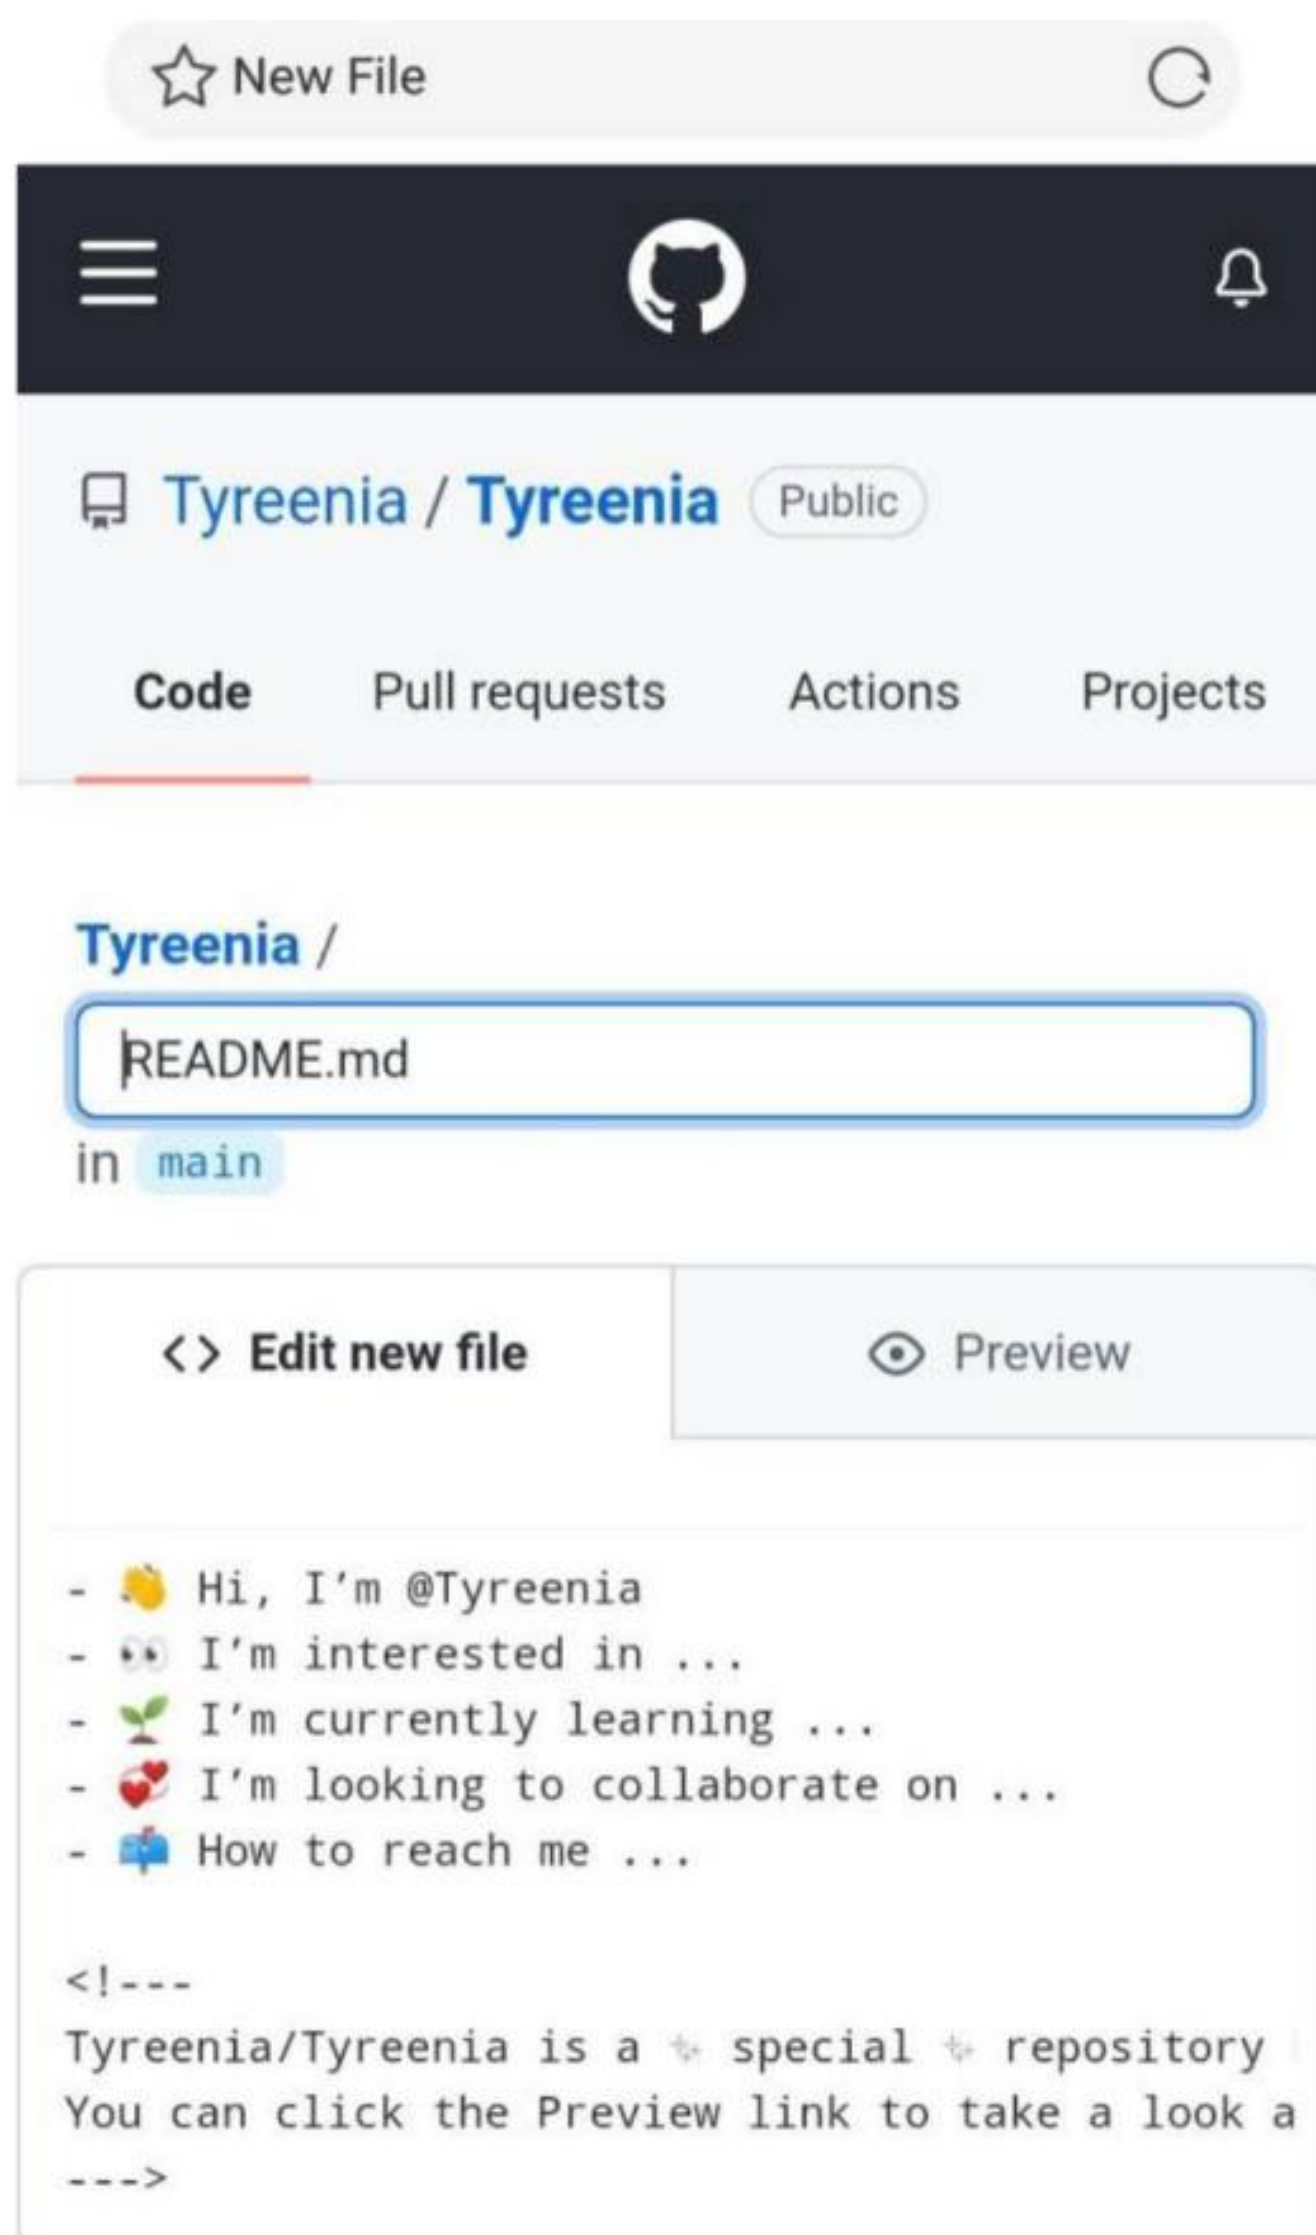 New File
Tyreenia / Tyreenia Public
Code Pull requests Actions Projects
Tyreenia /
README.md
in main
<> Edit new file Preview
- 👋 Hi, I’m @Tyreenia
- 👀 I’m interested in ...
- 🌱 I’m currently learning ...
- 💞️ I’m looking to collaborate on ...
- 📫 How to reach me ...
<!---
Tyreenia/Tyreenia is a ✨ special ✨ repository
You can click the Preview link to take a look a
--->